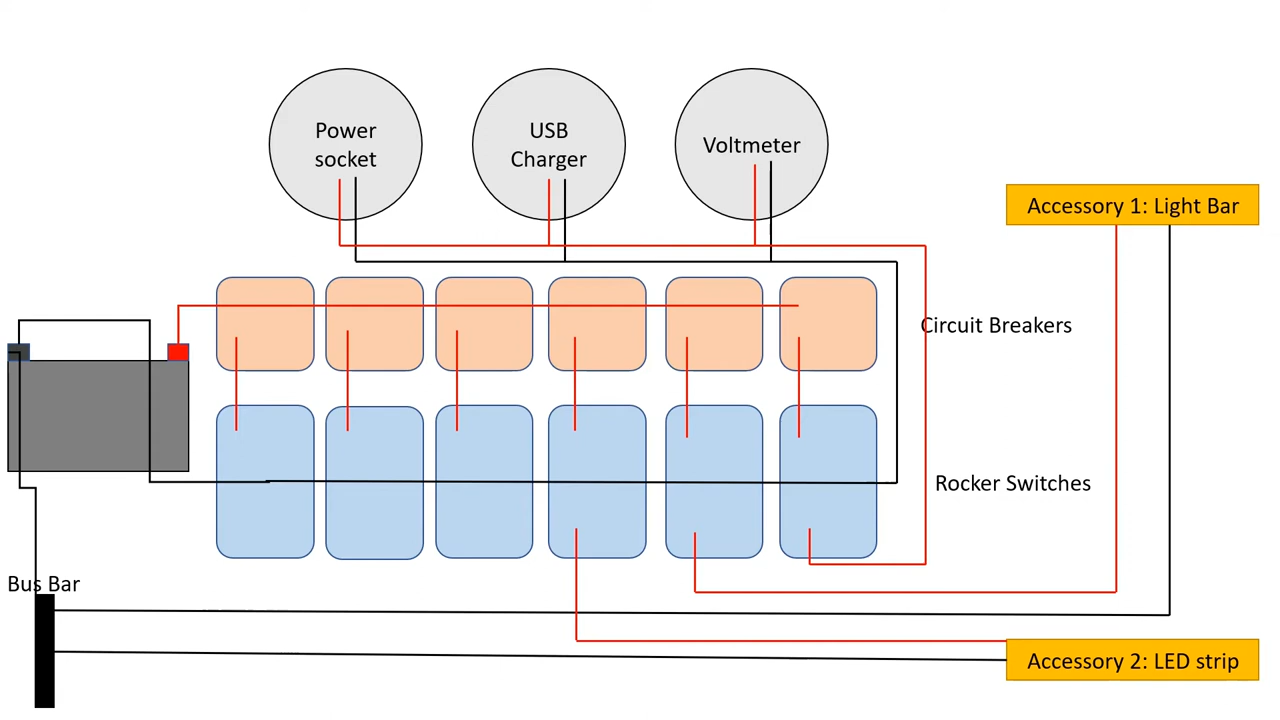 Power
socket
USB
Charger
Voltmeter
Accessory 1: Light Bar
Circuit Breakers
Rocker Switches
Bus Bar
Accessory 2: LED strip